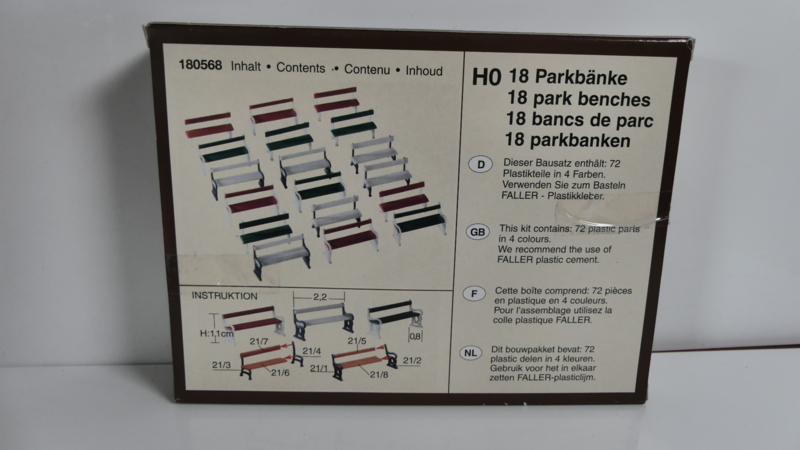 180568 Inhalt • Contents • Contenu • Inhoud
H0 18 Parkbänke
18 park benches
18 bancs de parc
18 parkbanken
D
Dieser Bausatz enthält: 72
Plastikteile in 4 Farben.
Verwenden Sie zum Basteln
FALLER - Plastikkleber.
GB
This kit contains: 72 plastic parts
in 4 colours.
We recommend the use of
FALLER plastic cement.
F
Cette boîte comprend: 72 pièces
en plastique en 4 couleurs.
Pour l'assemblage utilisez la
colle plastique FALLER.
NL
Dit bouwpakket bevat: 72
plastic delen in 4 kleuren.
Gebruik voor het in elkaar
zetten FALLER-plasticlijm.
INSTRUKTION
2,2
H:1,1cm
0,8
21/7
21/5
21/3
21/4
21/2
21/6
21/1
21/8